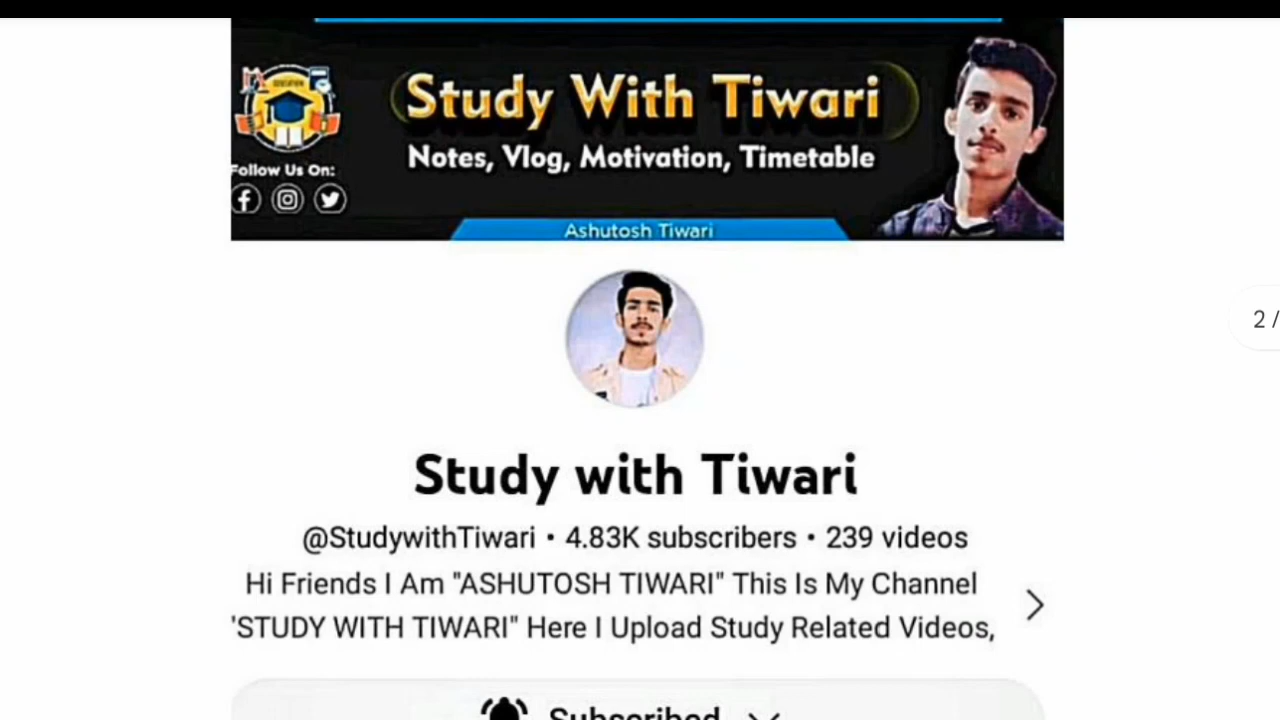 Study With Tiwari
Notes, Vlog, Motivation, Timetable
Follow Us On:
Ashutosh Tiwari
2 /
Study with Tiwari
@StudywithTiwari • 4.83K subscribers • 239 videos
Hi Friends I Am "ASHUTOSH TIWARI" This Is My Channel
'STUDY WITH TIWARI" Here I Upload Study Related Videos,
Subscribed